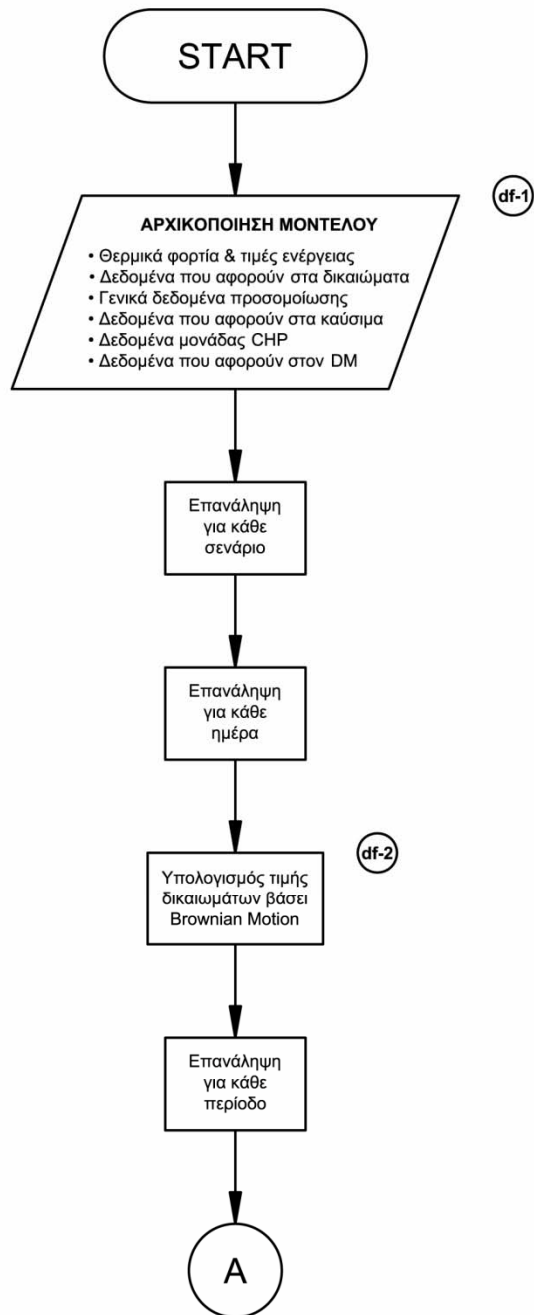 START
df-1
ΑΡΧΙΚΟΠΟΙΗΣΗ ΜΟΝΤΕΛΟΥ
• Θερμικά φορτία & τιμές ενέργειας
• Δεδομένα που αφορούν στα δικαιώματα
• Γενικά δεδομένα προσομοίωσης
• Δεδομένα που αφορούν στα καύσιμα
• Δεδομένα μονάδας CHP
• Δεδομένα που αφορούν στον DM
Επανάληψη
για κάθε
σενάριο
Επανάληψη
για κάθε
ημέρα
df-2
Υπολογισμός τιμής
δικαιωμάτων βάσει
Brownian Motion
Επανάληψη
για κάθε
περίοδο
A